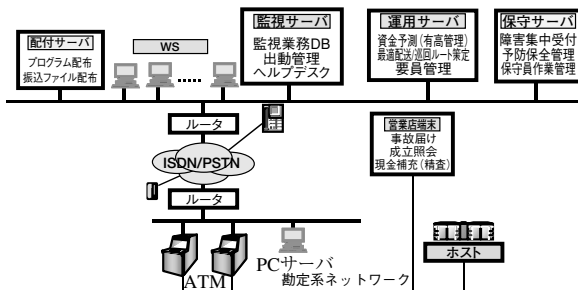 配付サーバ
プログラム配布
振込ファイル配布
WS
監視サーバ
監視業務DB
出動管理
ヘルプデスク
運用サーバ
資金予測(有高管理)
最適配送/巡回ルート策定
要員管理
保守サーバ
障害集中受付
予防保全管理
保守員作業管理
ルータ
ISDN/PSTN
ルータ
営業店端末
事故届け
成立照会
現金補充(精査)
ホスト
ATM
PCサーバ
勘定系ネットワーク